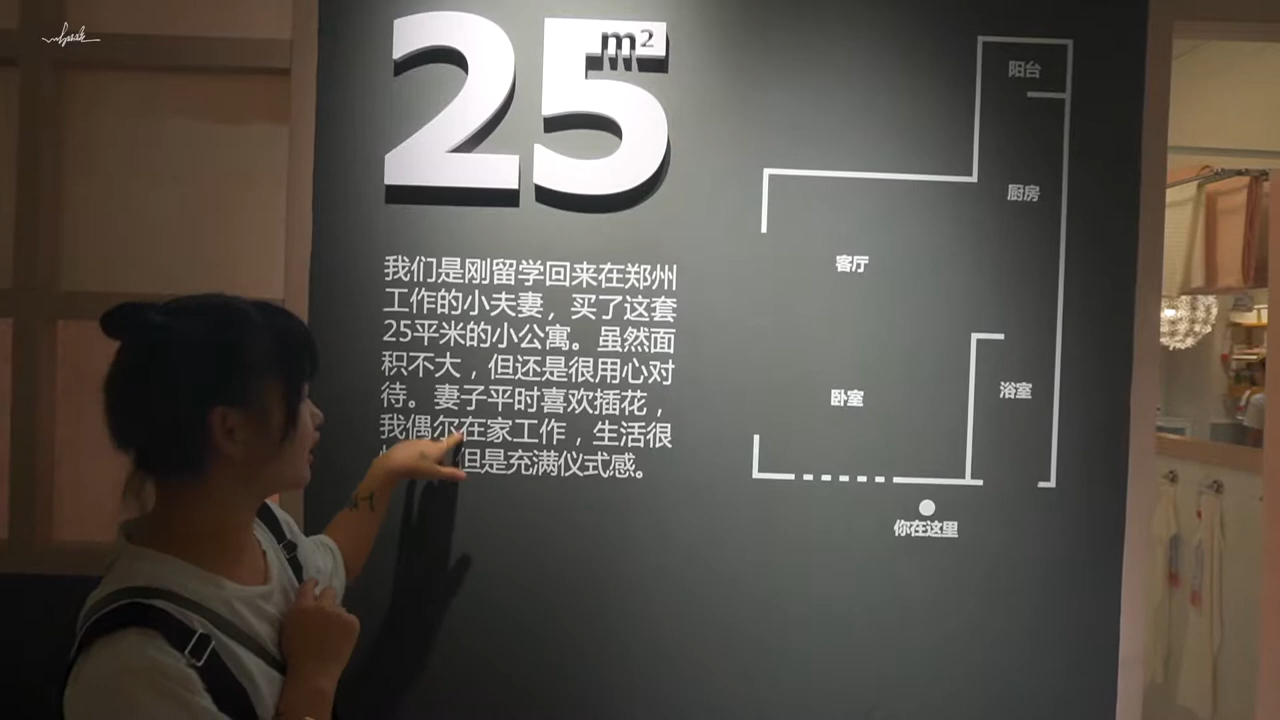 25
m²
我们是刚留学回来在郑州
工作的小夫妻，买了这套
25平米的小公寓。虽然面
积不大，但还是很用心对
待。妻子平时喜欢插花，
我偶尔在家工作，生活很
但是充满仪式感。
阳台
厨房
客厅
卧室
浴室
你在这里